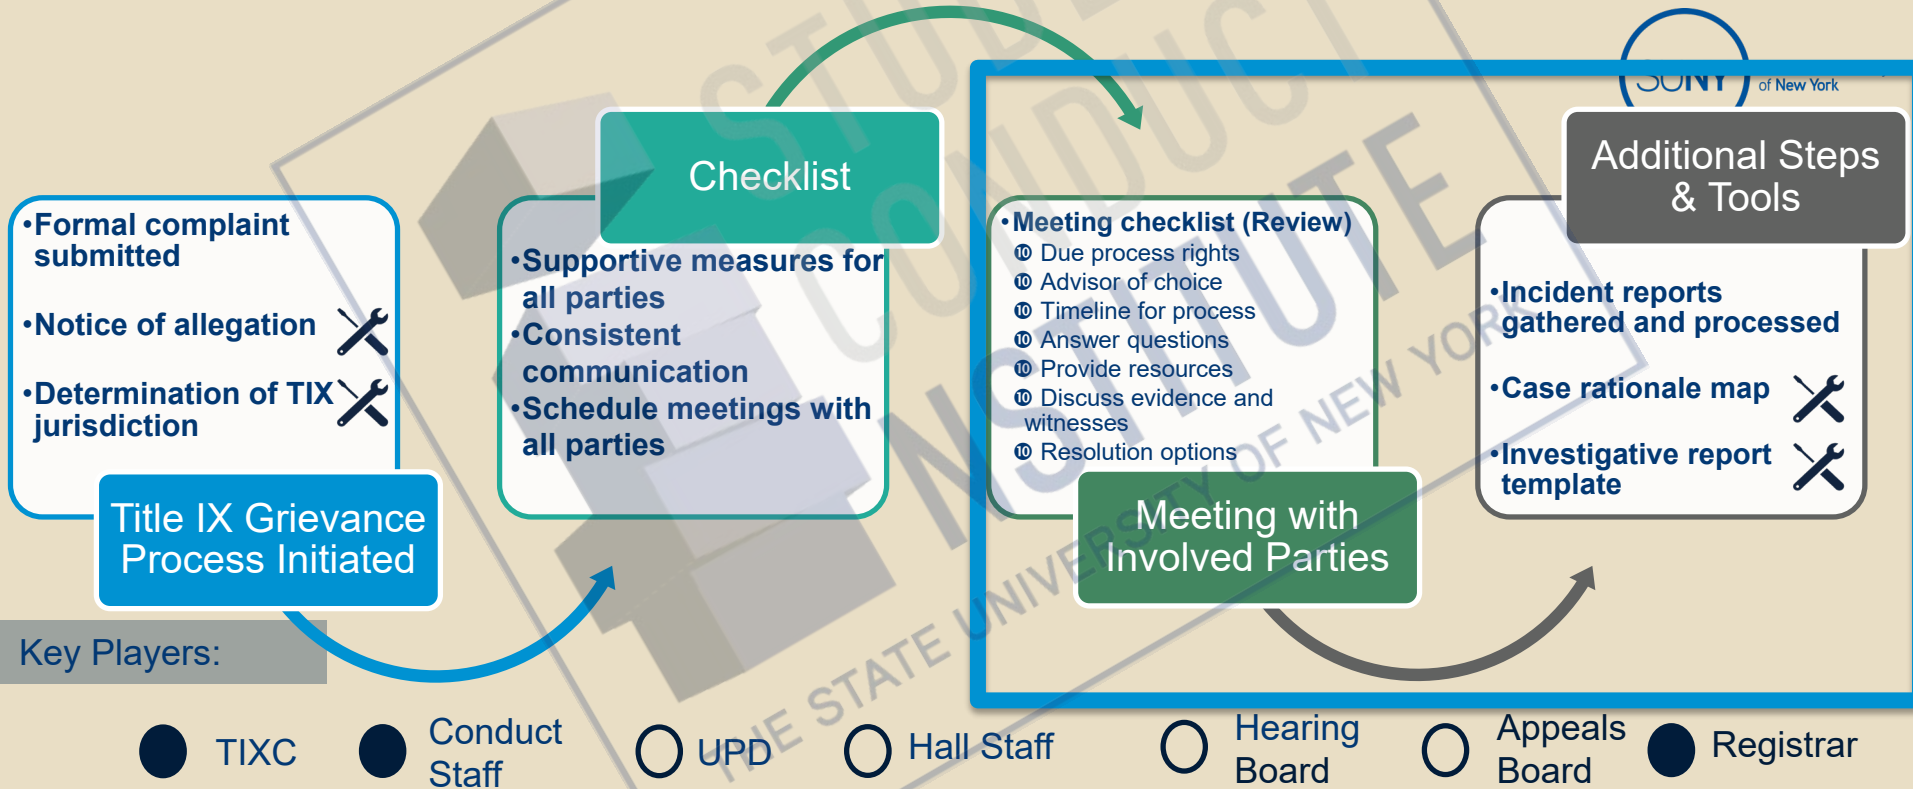 SUNY
of New York
•Formal complaint
submitted
•Notice of allegation
•Determination of TIX
jurisdiction
Title IX Grievance
Process Initiated
Checklist
•Supportive measures for
all parties
•Consistent
communication
•Schedule meetings with
all parties
•Meeting checklist (Review)
❿ Due process rights
❿ Advisor of choice
❿ Timeline for process
❿ Answer questions
❿ Provide resources
❿ Discuss evidence and
witnesses
❿ Resolution options
Meeting with
Involved Parties
Additional Steps
& Tools
•Incident reports
gathered and processed
•Case rationale map
•Investigative report
template
Key Players:
TIXC
Conduct
Staff
UPD
Hall Staff
Hearing
Board
Appeals
Board
Registrar
CONDUCT
THE STATE UNIVERSITY OF NEW YORK